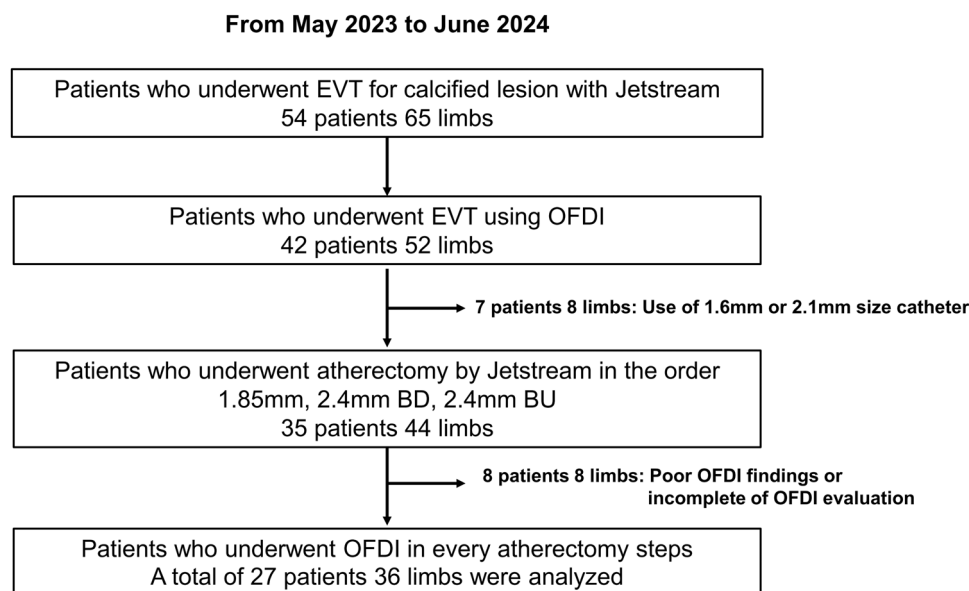 From May 2023 to June 2024
Patients who underwent EVT for calcified lesion with Jetstream
54 patients 65 limbs
Patients who underwent EVT using OFDI
42 patients 52 limbs
7 patients 8 limbs: Use of 1.6mm or 2.1mm size catheter
Patients who underwent atherectomy by Jetstream in the order
1.85mm, 2.4mm BD, 2.4mm BU
35 patients 44 limbs
8 patients 8 limbs: Poor OFDI findings or
incomplete of OFDI evaluation
Patients who underwent OFDI in every atherectomy steps
A total of 27 patients 36 limbs were analyzed